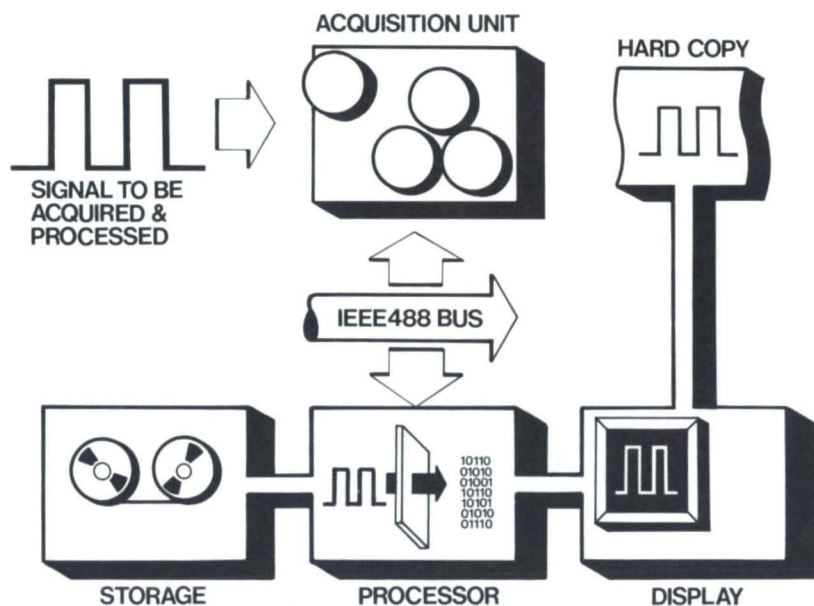 ACQUISITION UNIT
HARD COPY
SIGNAL TO BE
ACQUIRED &
PROCESSED
IEEE488 BUS
10110
01010
01001
10110
10101
01010
01110
STORAGE
PROCESSOR
DISPLAY